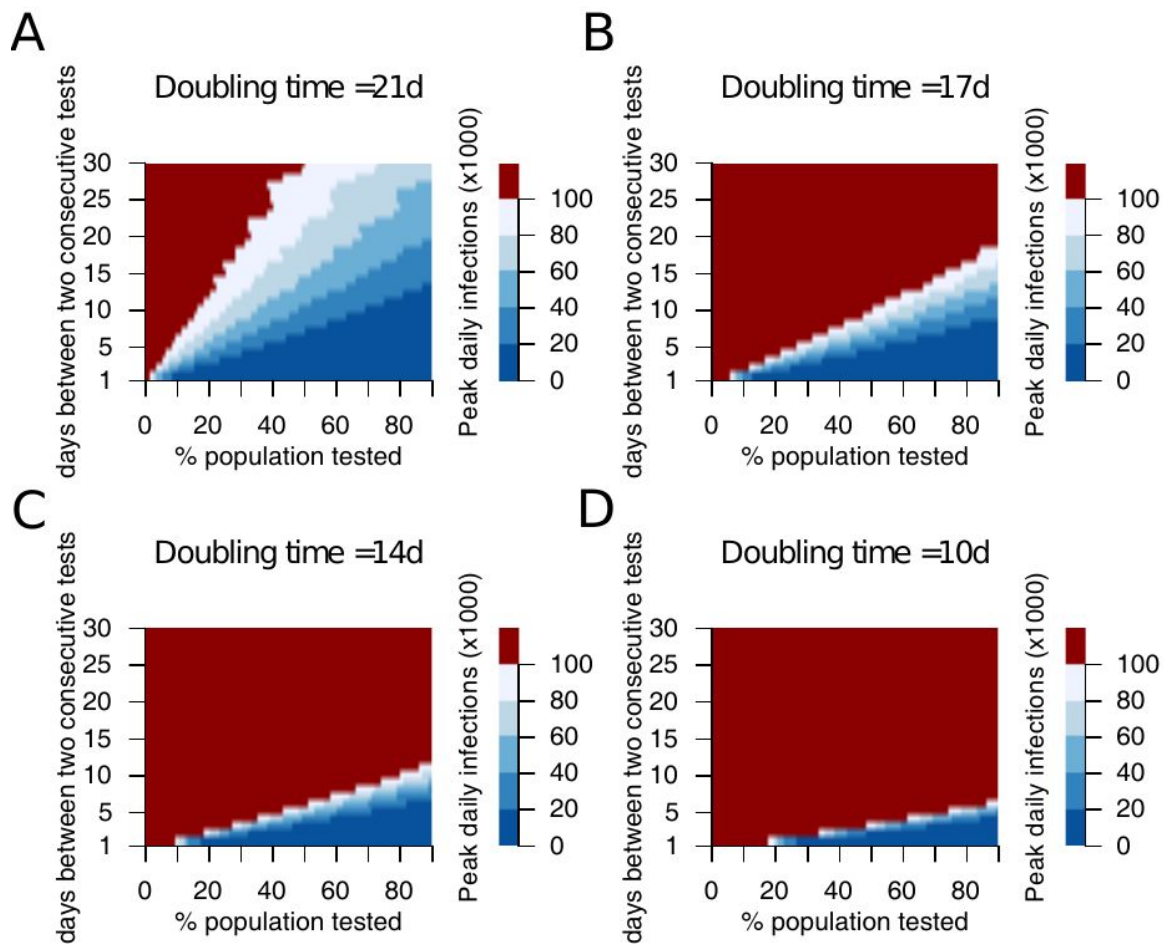 A
Doubling time =21d
days between two consecutive tests
30
25
20
15
10
5
1
0 20 40 60 80
% population tested
Peak daily infections (x1000)
100
80
60
40
20
0
B
Doubling time =17d
days between two consecutive tests
30
25
20
15
10
5
1
0 20 40 60 80
% population tested
Peak daily infections (x1000)
100
80
60
40
20
0
C
Doubling time =14d
days between two consecutive tests
30
25
20
15
10
5
1
0 20 40 60 80
% population tested
Peak daily infections (x1000)
100
80
60
40
20
0
D
Doubling time =10d
days between two consecutive tests
30
25
20
15
10
5
1
0 20 40 60 80
% population tested
Peak daily infections (x1000)
100
80
60
40
20
0